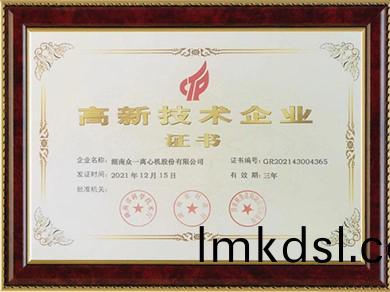 高新技术企业
证书
企业名称：湖南众一离心机股份有限公司 证书编号：GR202143004365
发证时间：2021年12月15日 有效期：三年
批准机关：
lmkdsl.com